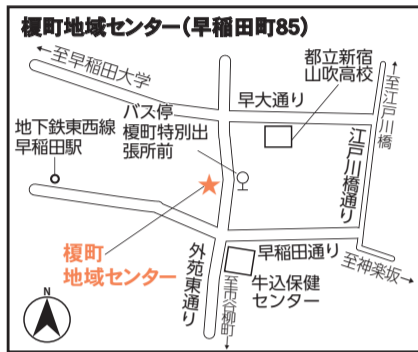 榎町地域センター(早稲田町85)
←至早稲田大学
都立新宿
山吹高校
早大通り
至江戸川橋
バス停
榎町特別出
張所前
地下鉄東西線
早稲田駅
江戸川橋通り
榎町
地域センター
外苑東通り
早稲田通り
至神楽坂→
牛込保健
センター
至市谷柳町
N